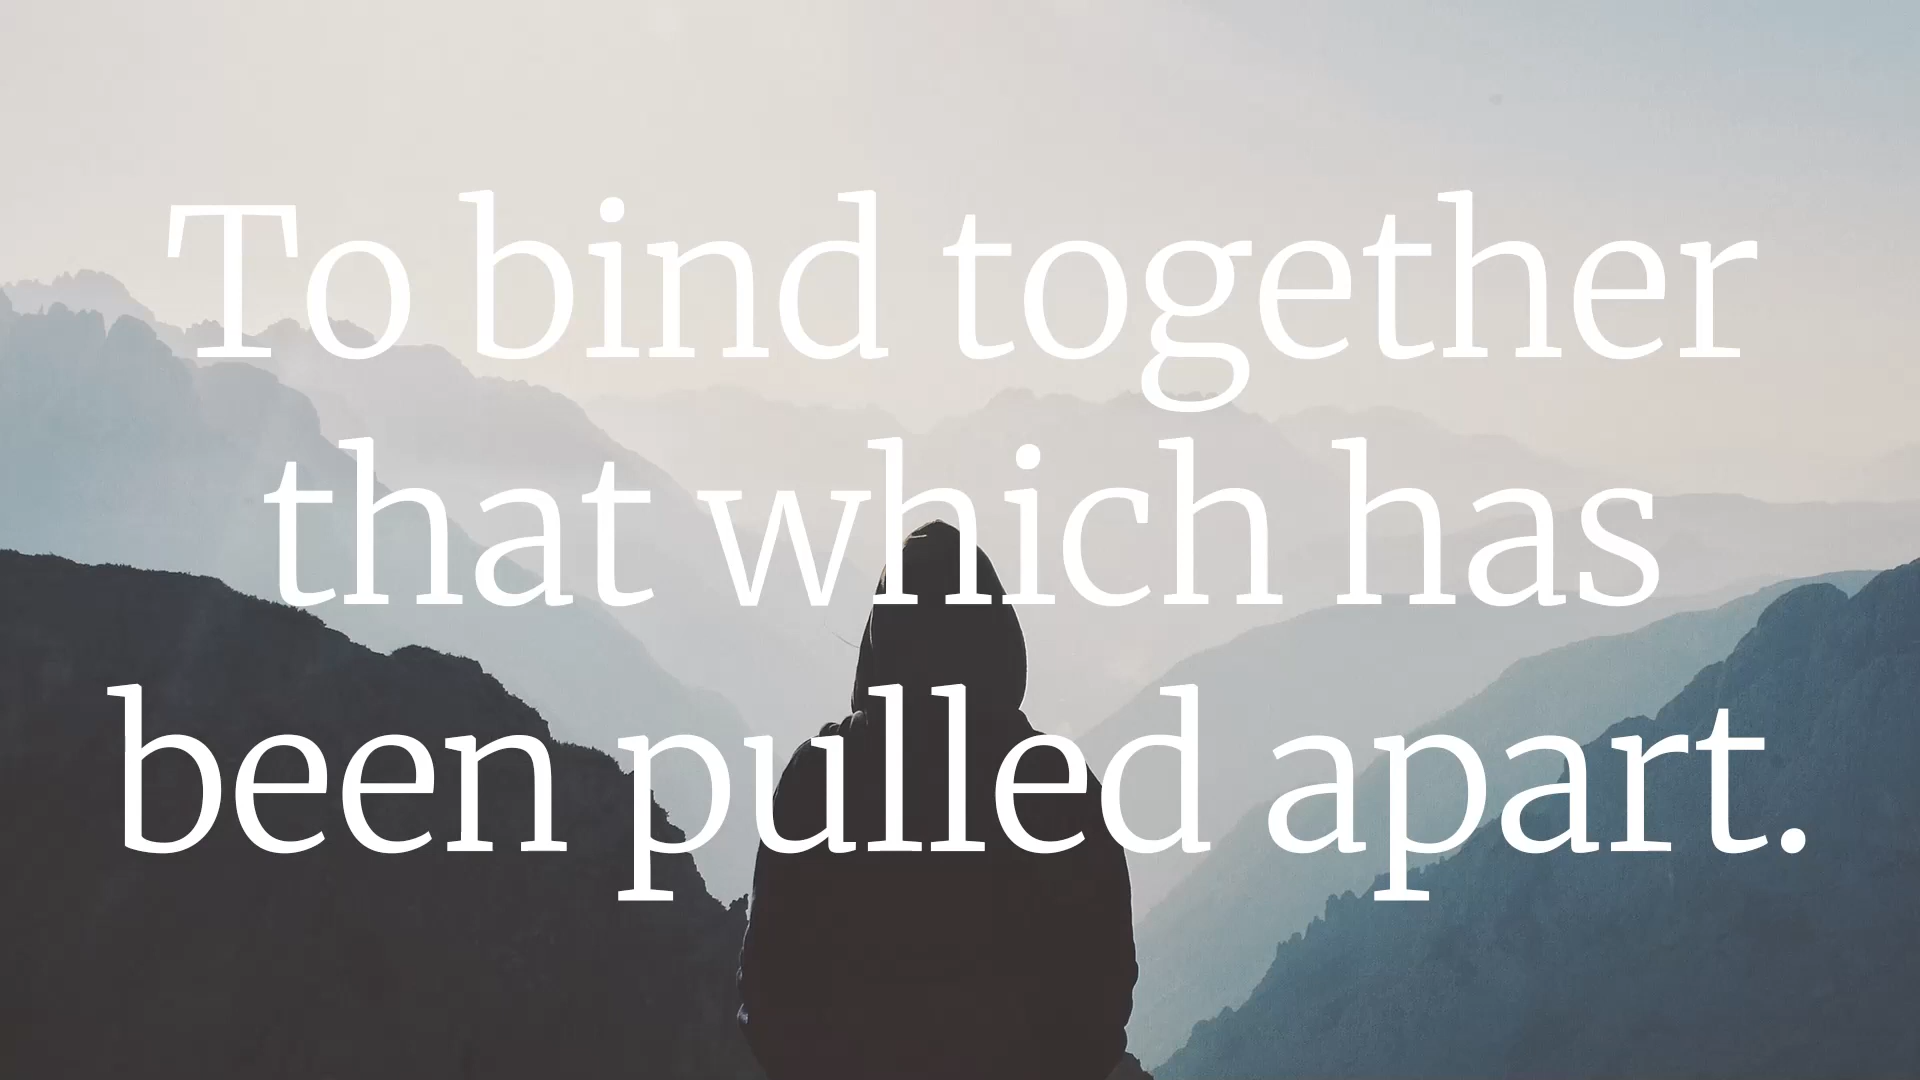 To bind together
that which has
been pulled apart.